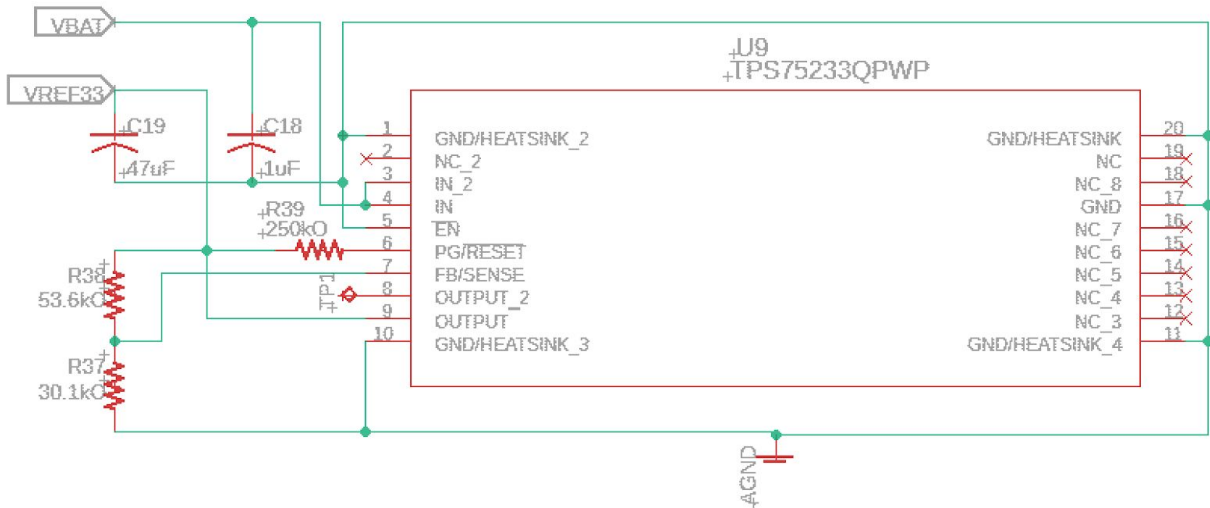 VBAT
VREF33
U9
TPS75233QPWP
C19
47uF
C18
1uF
R39
250kO
R38
53.6kO
R37
30.1kO
TP1
1 GND/HEATSINK_2
2 NC_2
3 IN_2
4 IN
5 EN
6 PG/RESET
7 FB/SENSE
8 OUTPUT_2
9 OUTPUT
10 GND/HEATSINK_3
GND/HEATSINK 20
NC 19
NC_8 18
GND 17
NC_7 16
NC_6 15
NC_5 14
NC_4 13
NC_3 12
GND/HEATSINK_4 11
AGND